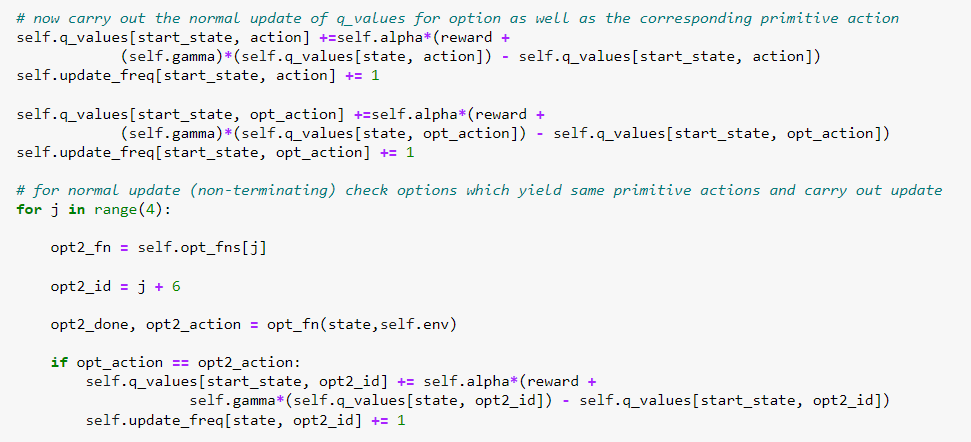 # now carry out the normal update of q_values for option as well as the corresponding primitive action
self.q_values[start_state, action] +=self.alpha*(reward +
            (self.gamma)*(self.q_values[state, action]) - self.q_values[start_state, action])
self.update_freq[start_state, action] += 1

self.q_values[start_state, opt_action] +=self.alpha*(reward +
            (self.gamma)*(self.q_values[state, opt_action]) - self.q_values[start_state, opt_action])
self.update_freq[start_state, opt_action] += 1

# for normal update (non-terminating) check options which yield same primitive actions and carry out update
for j in range(4):

    opt2_fn = self.opt_fns[j]

    opt2_id = j + 6

    opt2_done, opt2_action = opt_fn(state,self.env)

    if opt_action == opt2_action:
        self.q_values[start_state, opt2_id] += self.alpha*(reward +
                    self.gamma*(self.q_values[state, opt2_id]) - self.q_values[start_state, opt2_id])
        self.update_freq[state, opt2_id] += 1